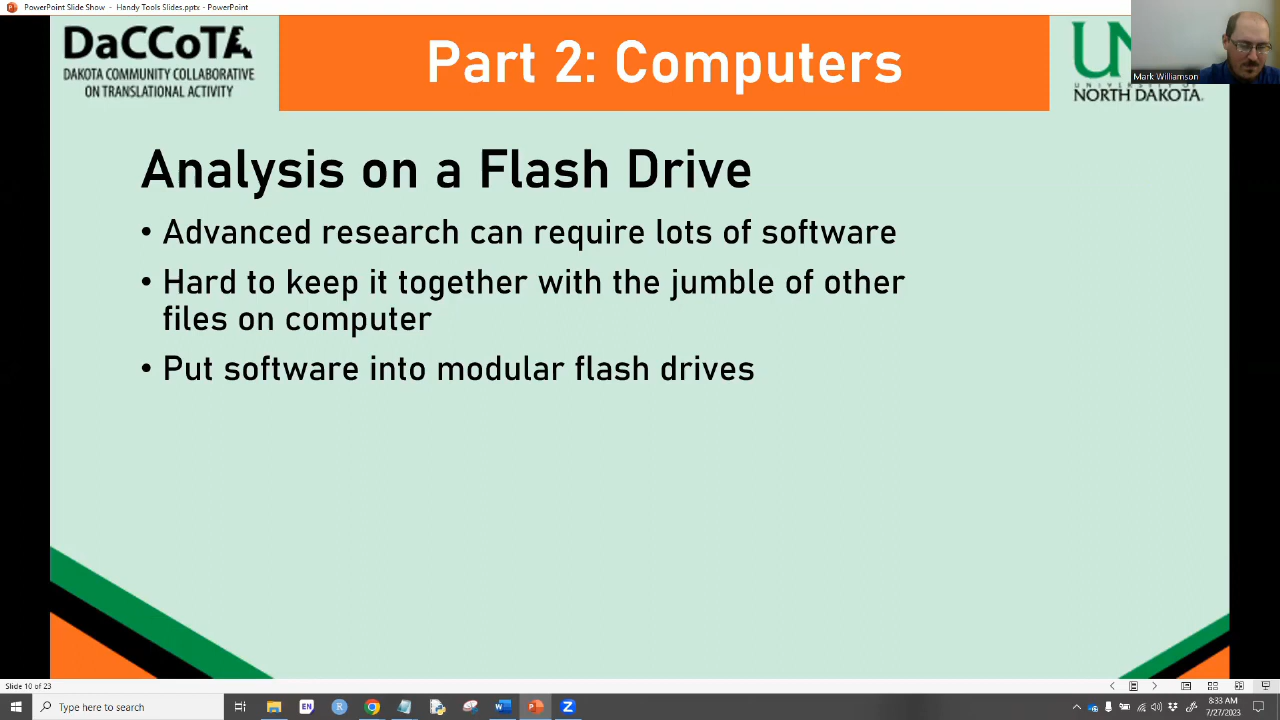 PowerPoint Slide Show - Handy Tools Slides.pptx - PowerPoint
DaCCoTA
DAKOTA COMMUNITY COLLABORATIVE
ON TRANSLATIONAL ACTIVITY
Part 2: Computers
UN
NORTH DAKOTA.
Mark Williamson
Analysis on a Flash Drive
• Advanced research can require lots of software
• Hard to keep it together with the jumble of other
files on computer
• Put software into modular flash drives
Slide 10 of 23
Type here to search
EN
R
8:33 AM
7/27/2023